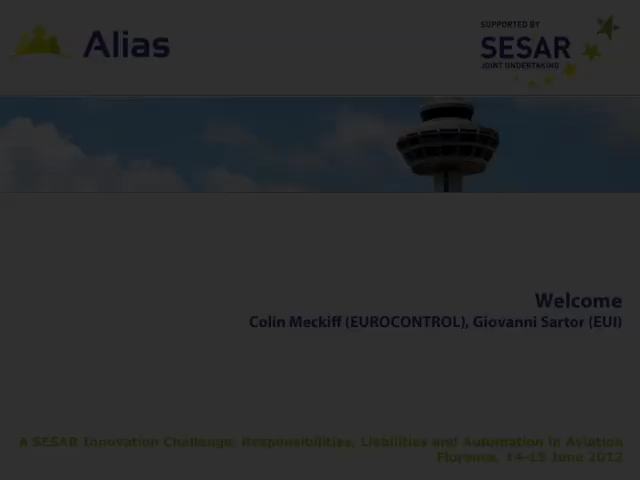 Alias
SUPPORTED BY
SESAR
JOINT UNDERTAKING
Welcome
Colin Meckiff (EUROCONTROL), Giovanni Sartor (EUI)
A SESAR Innovation Challenge: Responsibilities, Liabilities and Automation in Aviation
Florence, 14-15 June 2012